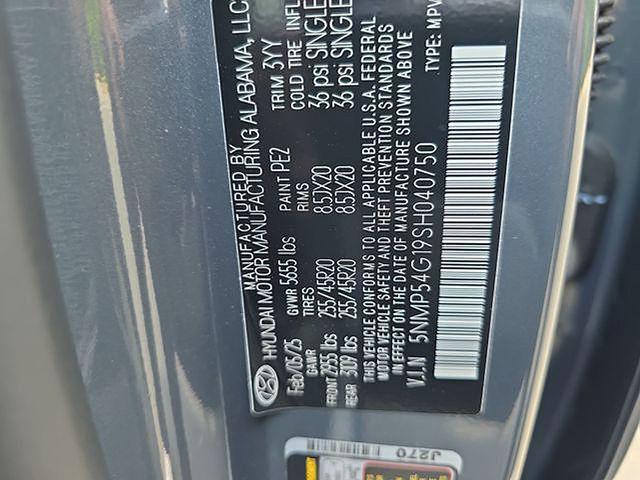 MANUFACTURED BY
HYUNDAI MOTOR MANUFACTURING ALABAMA, LLC
Feb/05/25 GVWR 5655 lbs PAINT PE2 TRIM 3YY
GAWR TIRES RIMS COLD TIRE INFL
FRONT 2955 lbs 255/45R20 8.5JX20 36 psi SINGLE
REAR 3109 lbs 255/45R20 8.5JX20 36 psi SINGLE
THIS VEHICLE CONFORMS TO ALL APPLICABLE U.S.A. FEDERAL
MOTOR VEHICLE SAFETY AND THEFT PREVENTION STANDARDS
IN EFFECT ON THE DATE OF MANUFACTURE SHOWN ABOVE
V.I.N 5NMP54G19SH040750 TYPE: MPV
J270